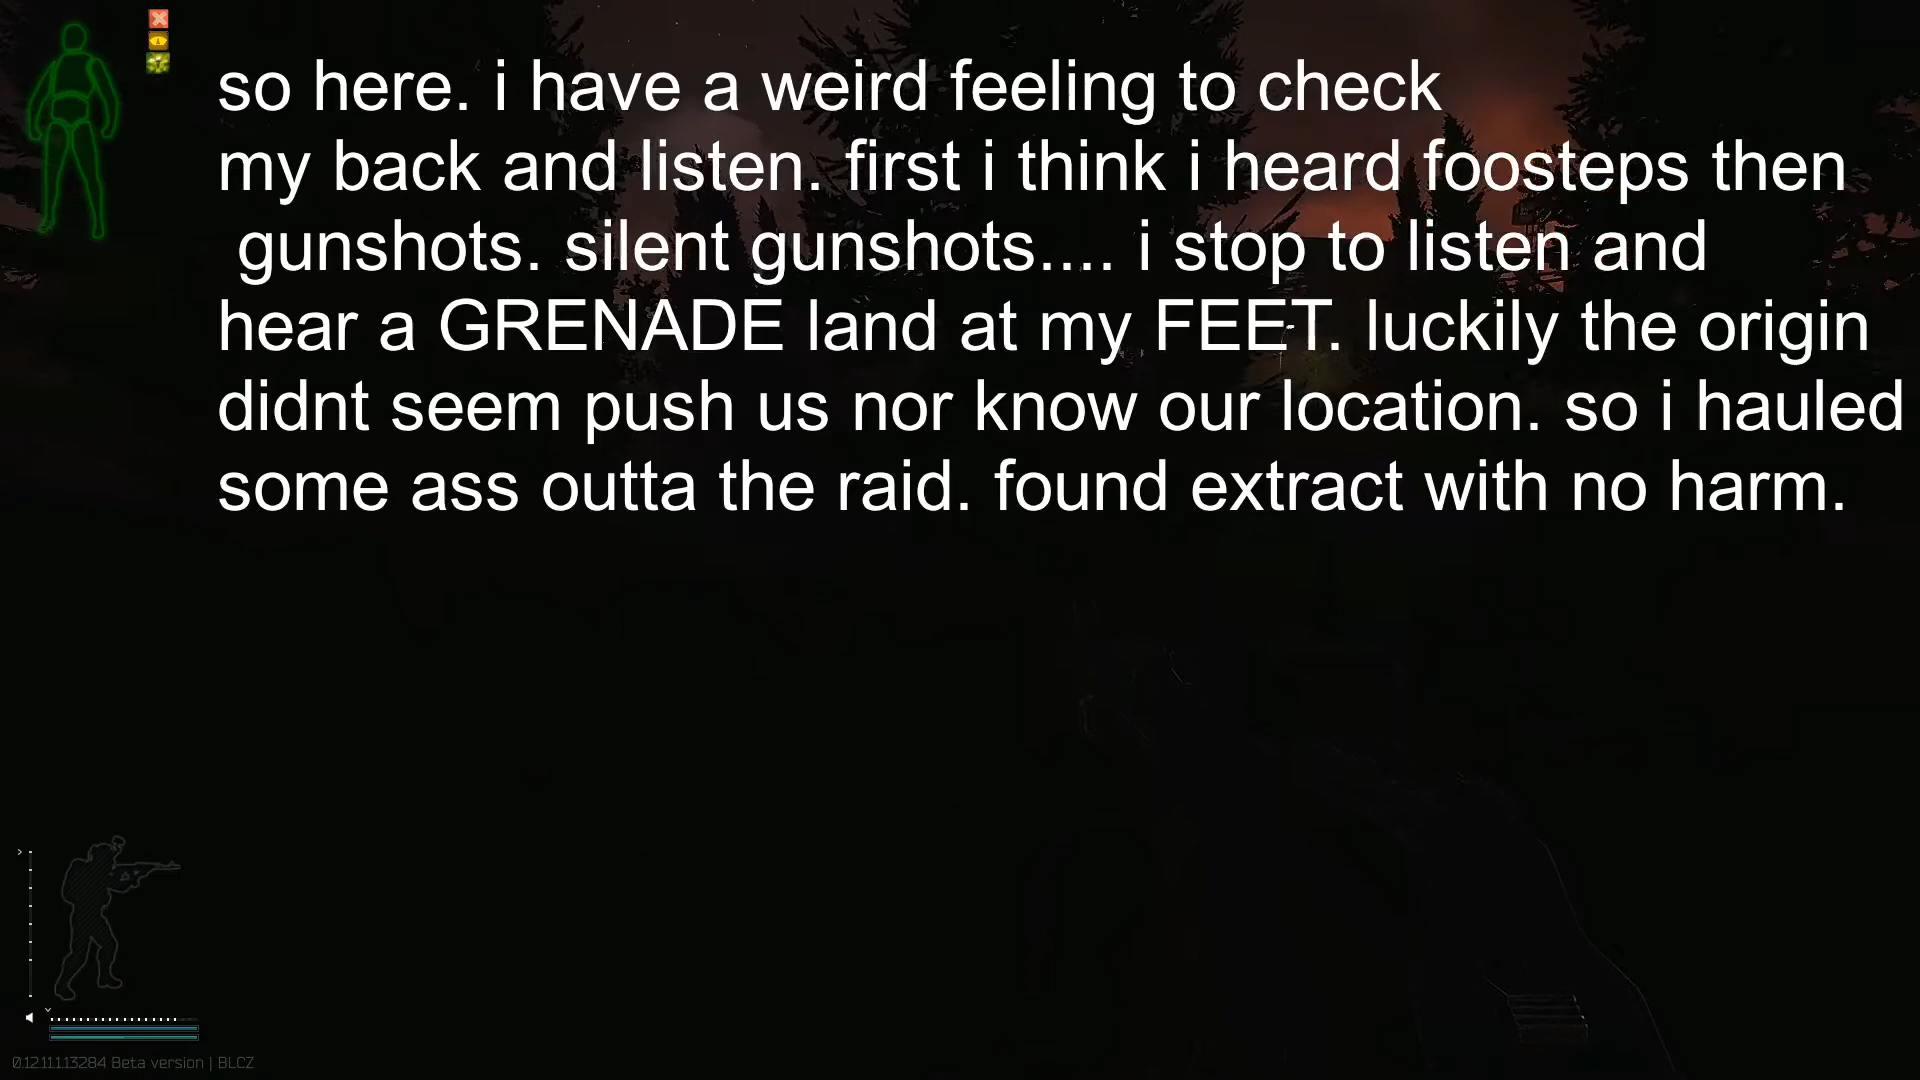 so here. i have a weird feeling to check
my back and listen. first i think i heard foosteps then
gunshots. silent gunshots.... i stop to listen and
hear a GRENADE land at my FEET. luckily the origin
didnt seem push us nor know our location. so i hauled
some ass outta the raid. found extract with no harm.
0.12.11.1.13284 Beta version | BLCZ